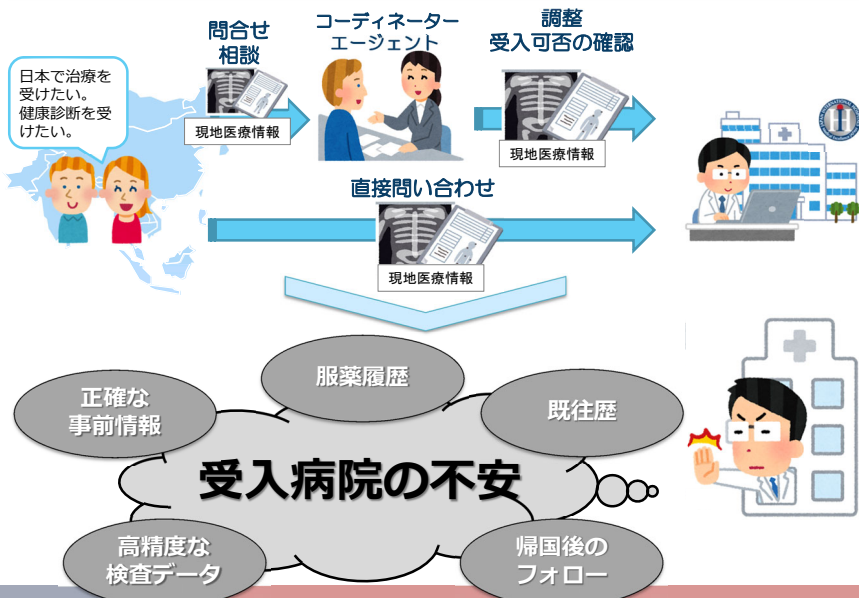 問合せ
相談
コーディネーター
エージェント
調整
受入可否の確認
日本で治療を
受けたい。
健康診断を受
けたい。
現地医療情報
現地医療情報
直接問い合わせ
現地医療情報
服薬履歴
正確な
事前情報
既往歴
受入病院の不安
高精度な
検査データ
帰国後の
フォロー